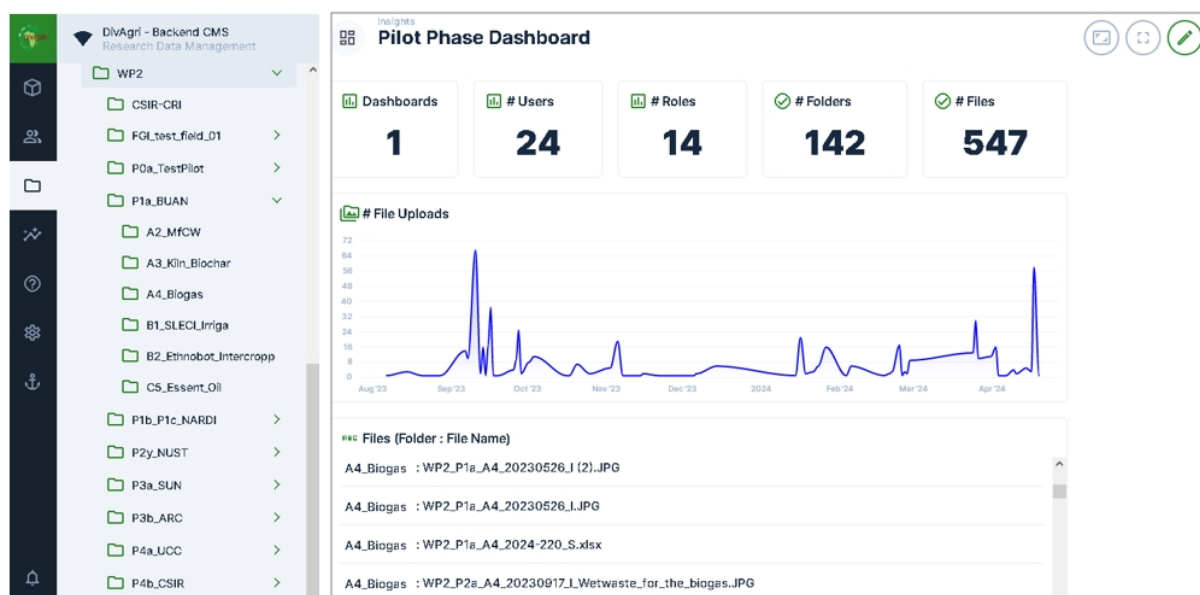 DivAgri - Backend CMS
Research Data Management
WP2
CSIR-CRI
FGI_test_field_01
P0a_TestPilot
P1a_BUAN
A2_MfCW
A3_Kiln_Biochar
A4_Biogas
B1_SLECI_Irriga
B2_Ethnobot_Intercropp
C5_Essent_Oil
P1b_P1c_NARDI
P2y_NUST
P3a_SUN
P3b_ARC
P4a_UCC
P4b_CSIR
Insights
Pilot Phase Dashboard
Dashboards
1
# Users
24
# Roles
14
# Folders
142
# Files
547
# File Uploads
72
64
56
48
40
32
24
16
8
0
Aug '23 Sep '23 Oct '23 Nov '23 Dec '23 2024 Feb '24 Mar '24 Apr '24
ABC Files (Folder : File Name)
A4_Biogas : WP2_P1a_A4_20230526_I (2).JPG
A4_Biogas : WP2_P1a_A4_20230526_I.JPG
A4_Biogas : WP2_P1a_A4_2024-220_S.xlsx
A4_Biogas : WP2_P2a_A4_20230917_I_Wetwaste_for_the_biogas.JPG